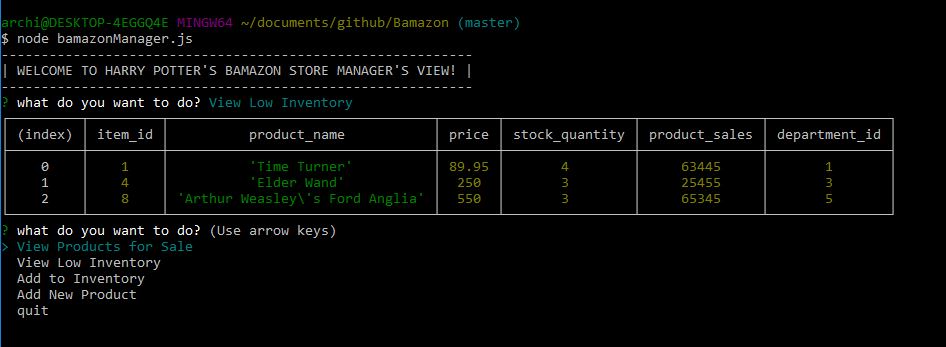 archi@DESKTOP-4EGGQ4E MINGW64 ~/documents/github/Bamazon (master)
$ node bamazonManager.js
-----------------------------------------------------------
| WELCOME TO HARRY POTTER'S BAMAZON STORE MANAGER'S VIEW! |
-----------------------------------------------------------
? what do you want to do? View Low Inventory
(index) item_id product_name price stock_quantity product_sales department_id
0 1 'Time Turner' 89.95 4 63445 1
1 4 'Elder Wand' 250 3 25455 3
2 8 'Arthur Weasley\'s Ford Anglia' 550 3 65345 5
? what do you want to do? (Use arrow keys)
> View Products for Sale
View Low Inventory
Add to Inventory
Add New Product
quit